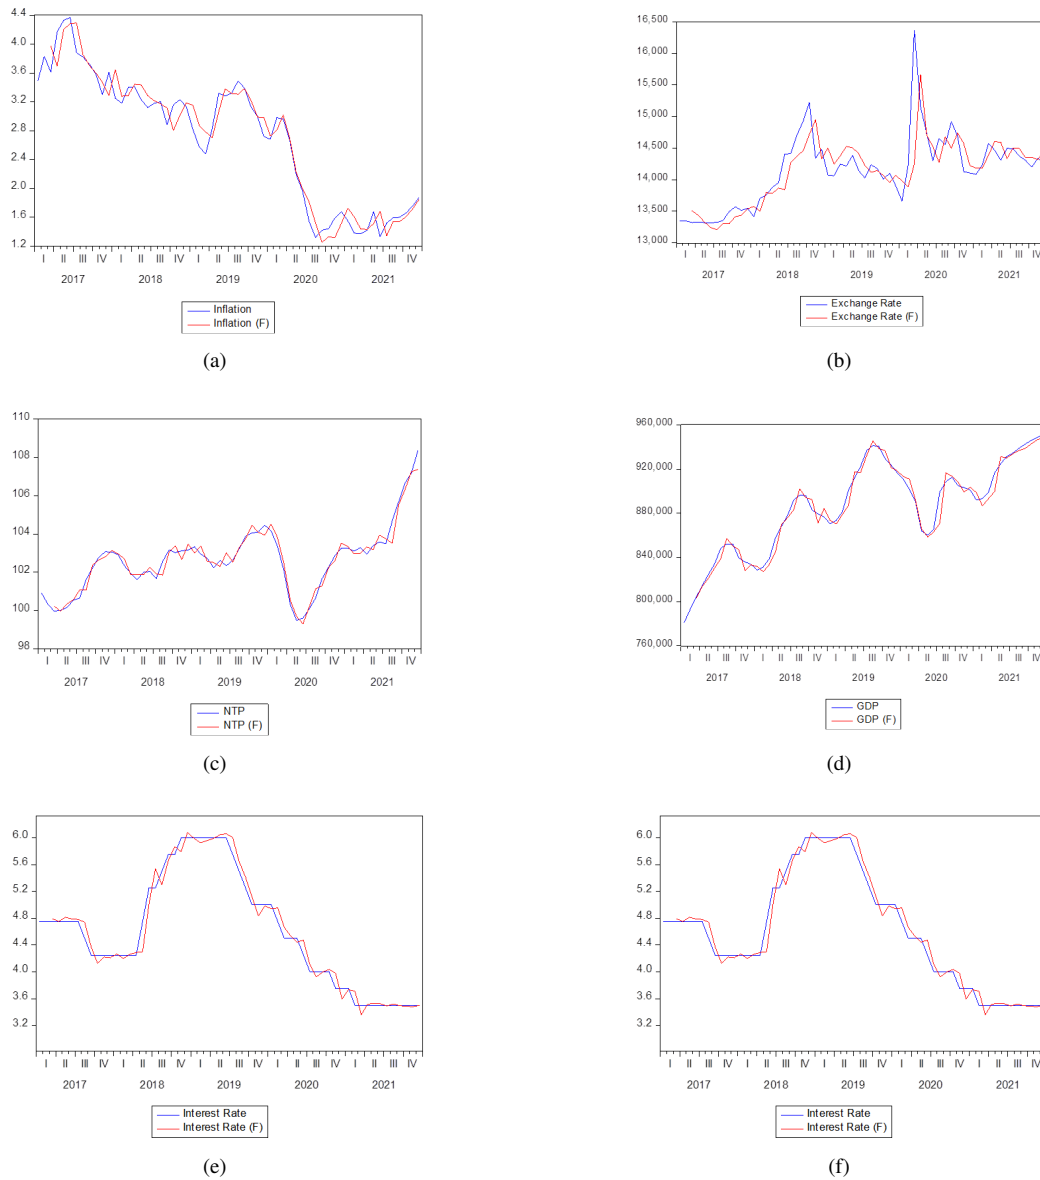 4.4
4.0
3.6
3.2
2.8
2.4
2.0
1.6
1.2
I II III IV I II III IV I II III IV I II III IV I II III IV
2017 2018 2019 2020 2021
Inflation
Inflation (F)
(a)
16,500
16,000
15,500
15,000
14,500
14,000
13,500
13,000
I II III IV I II III IV I II III IV I II III IV I II III IV
2017 2018 2019 2020 2021
Exchange Rate
Exchange Rate (F)
(b)
110
108
106
104
102
100
98
I II III IV I II III IV I II III IV I II III IV I II III IV
2017 2018 2019 2020 2021
NTP
NTP (F)
(c)
960,000
920,000
880,000
840,000
800,000
760,000
I II III IV I II III IV I II III IV I II III IV I II III IV
2017 2018 2019 2020 2021
GDP
GDP (F)
(d)
6.0
5.6
5.2
4.8
4.4
4.0
3.6
3.2
I II III IV I II III IV I II III IV I II III IV I II III IV
2017 2018 2019 2020 2021
Interest Rate
Interest Rate (F)
(e)
6.0
5.6
5.2
4.8
4.4
4.0
3.6
3.2
I II III IV I II III IV I II III IV I II III IV I II III IV
2017 2018 2019 2020 2021
Interest Rate
Interest Rate (F)
(f)